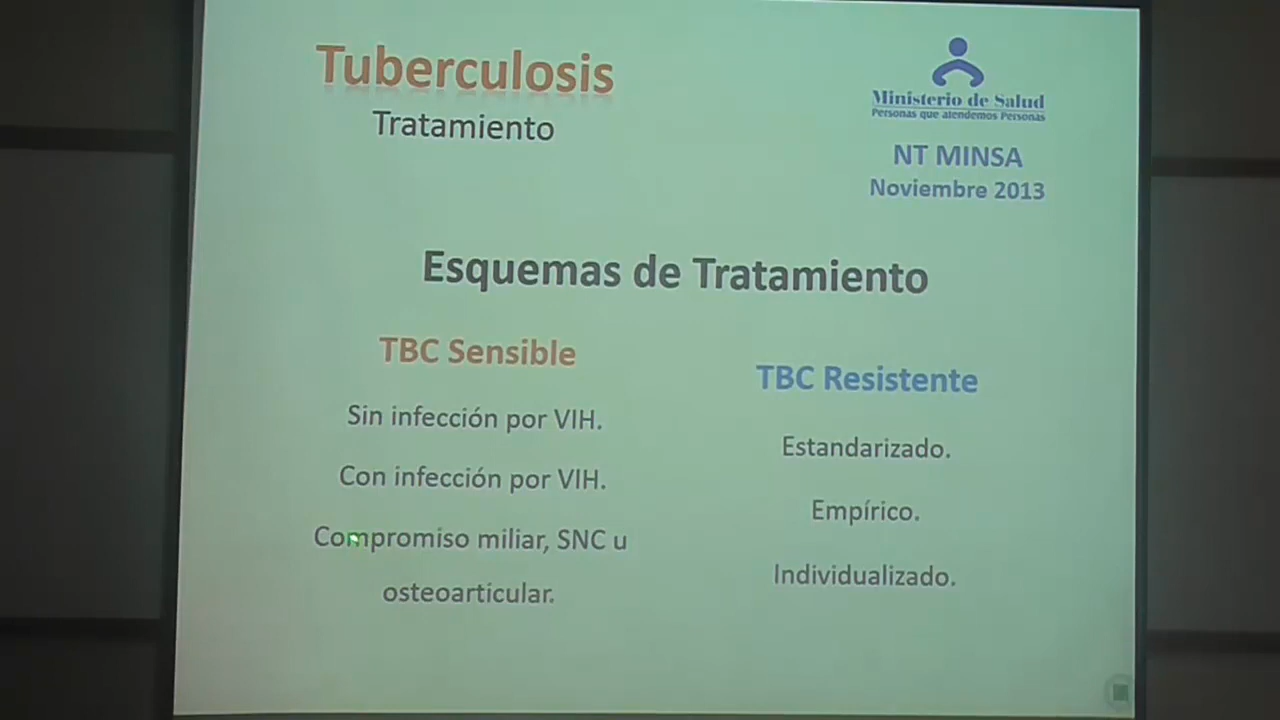 Tuberculosis
Tratamiento
Ministerio de Salud
Personas que atendemos Personas
NT MINSA
Noviembre 2013
Esquemas de Tratamiento
TBC Sensible
Sin infección por VIH.
Con infección por VIH.
Compromiso miliar, SNC u
osteoarticular.
TBC Resistente
Estandarizado.
Empírico.
Individualizado.